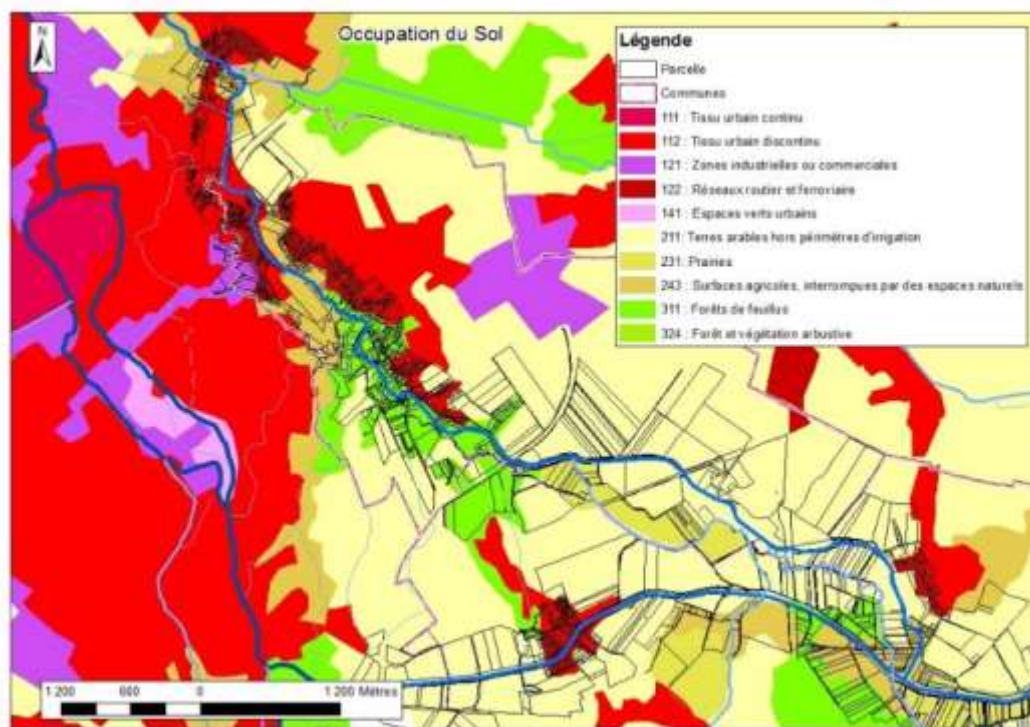 N
Occupation du Sol
Légende
Parcelle
Communes
111 : Tissu urbain continu
112 : Tissu urbain discontinu
121 : Zones industrielles ou commerciales
122 : Réseaux routier et ferroviaire
141 : Espaces verts urbains
211: Terres arables hors périmètres d'irrigation
231: Prairies
243 : Surfaces agricoles, interrompues par des espaces naturels
311 : Forêts de feuillus
324 : Forêt et végétation arbustive
1 200 600 0 1 200 Mètres